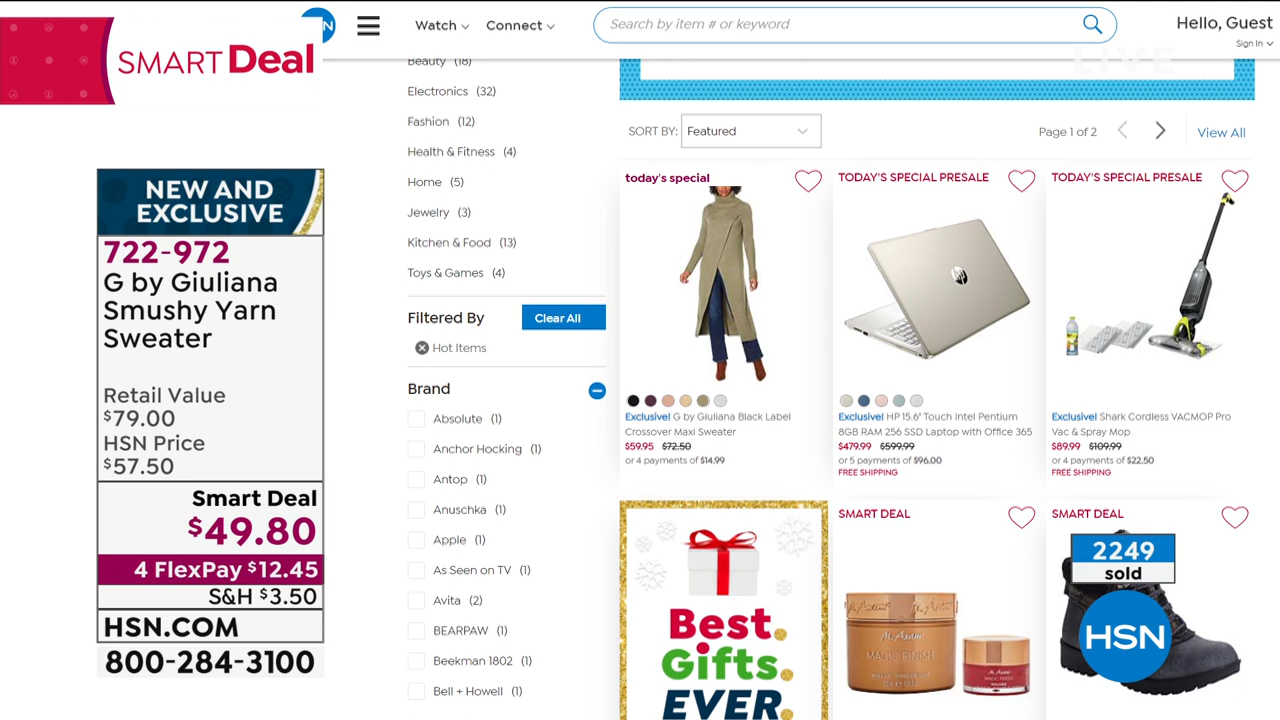 SMART Deal
N
Watch
Connect
Search by item # or keyword
Hello, Guest
Sign In
LIVE
NEW AND
EXCLUSIVE
722-972
G by Giuliana
Smushy Yarn
Sweater
Retail Value
$79.00
HSN Price
$57.50
Smart Deal
$49.80
4 FlexPay $12.45
S&H $3.50
HSN.COM
800-284-3100
Beauty (18)
Electronics (32)
Fashion (12)
Health & Fitness (4)
Home (5)
Jewelry (3)
Kitchen & Food (13)
Toys & Games (4)
Filtered By
Clear All
Hot Items
Brand
Absolute (1)
Anchor Hocking (1)
Antop (1)
Anuschka (1)
Apple (1)
As Seen on TV (1)
Avita (2)
BEARPAW (1)
Beekman 1802 (1)
Bell + Howell (1)
SORT BY: Featured
Page 1 of 2
View All
today's special
Exclusive! G by Giuliana Black Label
Crossover Maxi Sweater
$59.95 $72.50
or 4 payments of $14.99
TODAY'S SPECIAL PRESALE
hp
Exclusive! HP 15.6" Touch Intel Pentium
8GB RAM 256 SSD Laptop with Office 365
$479.99 $599.99
or 5 payments of $96.00
FREE SHIPPING
TODAY'S SPECIAL PRESALE
Exclusive! Shark Cordless VACMOP Pro
Vac & Spray Mop
$89.99 $109.99
or 4 payments of $22.50
FREE SHIPPING
Best
Gifts
EVER.
SMART DEAL
M. Asam
MAGIC FINISH
M. Asam
MAGIC FINISH
SMART DEAL
2249
sold
HSN